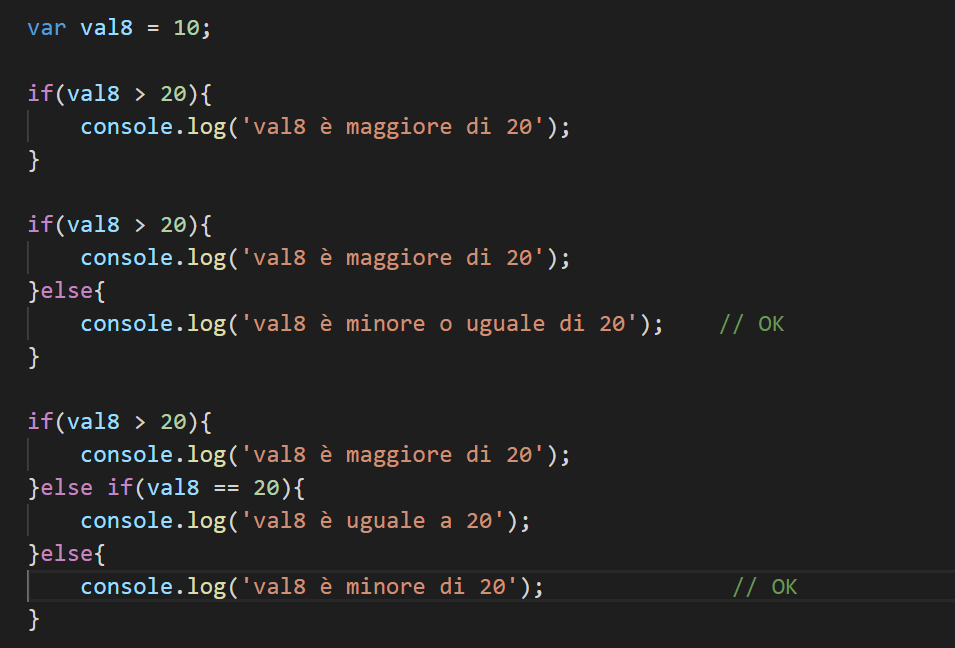 var val8 = 10;
if(val8 > 20){
    console.log('val8 è maggiore di 20');
}
if(val8 > 20){
    console.log('val8 è maggiore di 20');
}else{
    console.log('val8 è minore o uguale di 20');    // OK
}
if(val8 > 20){
    console.log('val8 è maggiore di 20');
}else if(val8 == 20){
    console.log('val8 è uguale a 20');
}else{
    console.log('val8 è minore di 20');              // OK
}